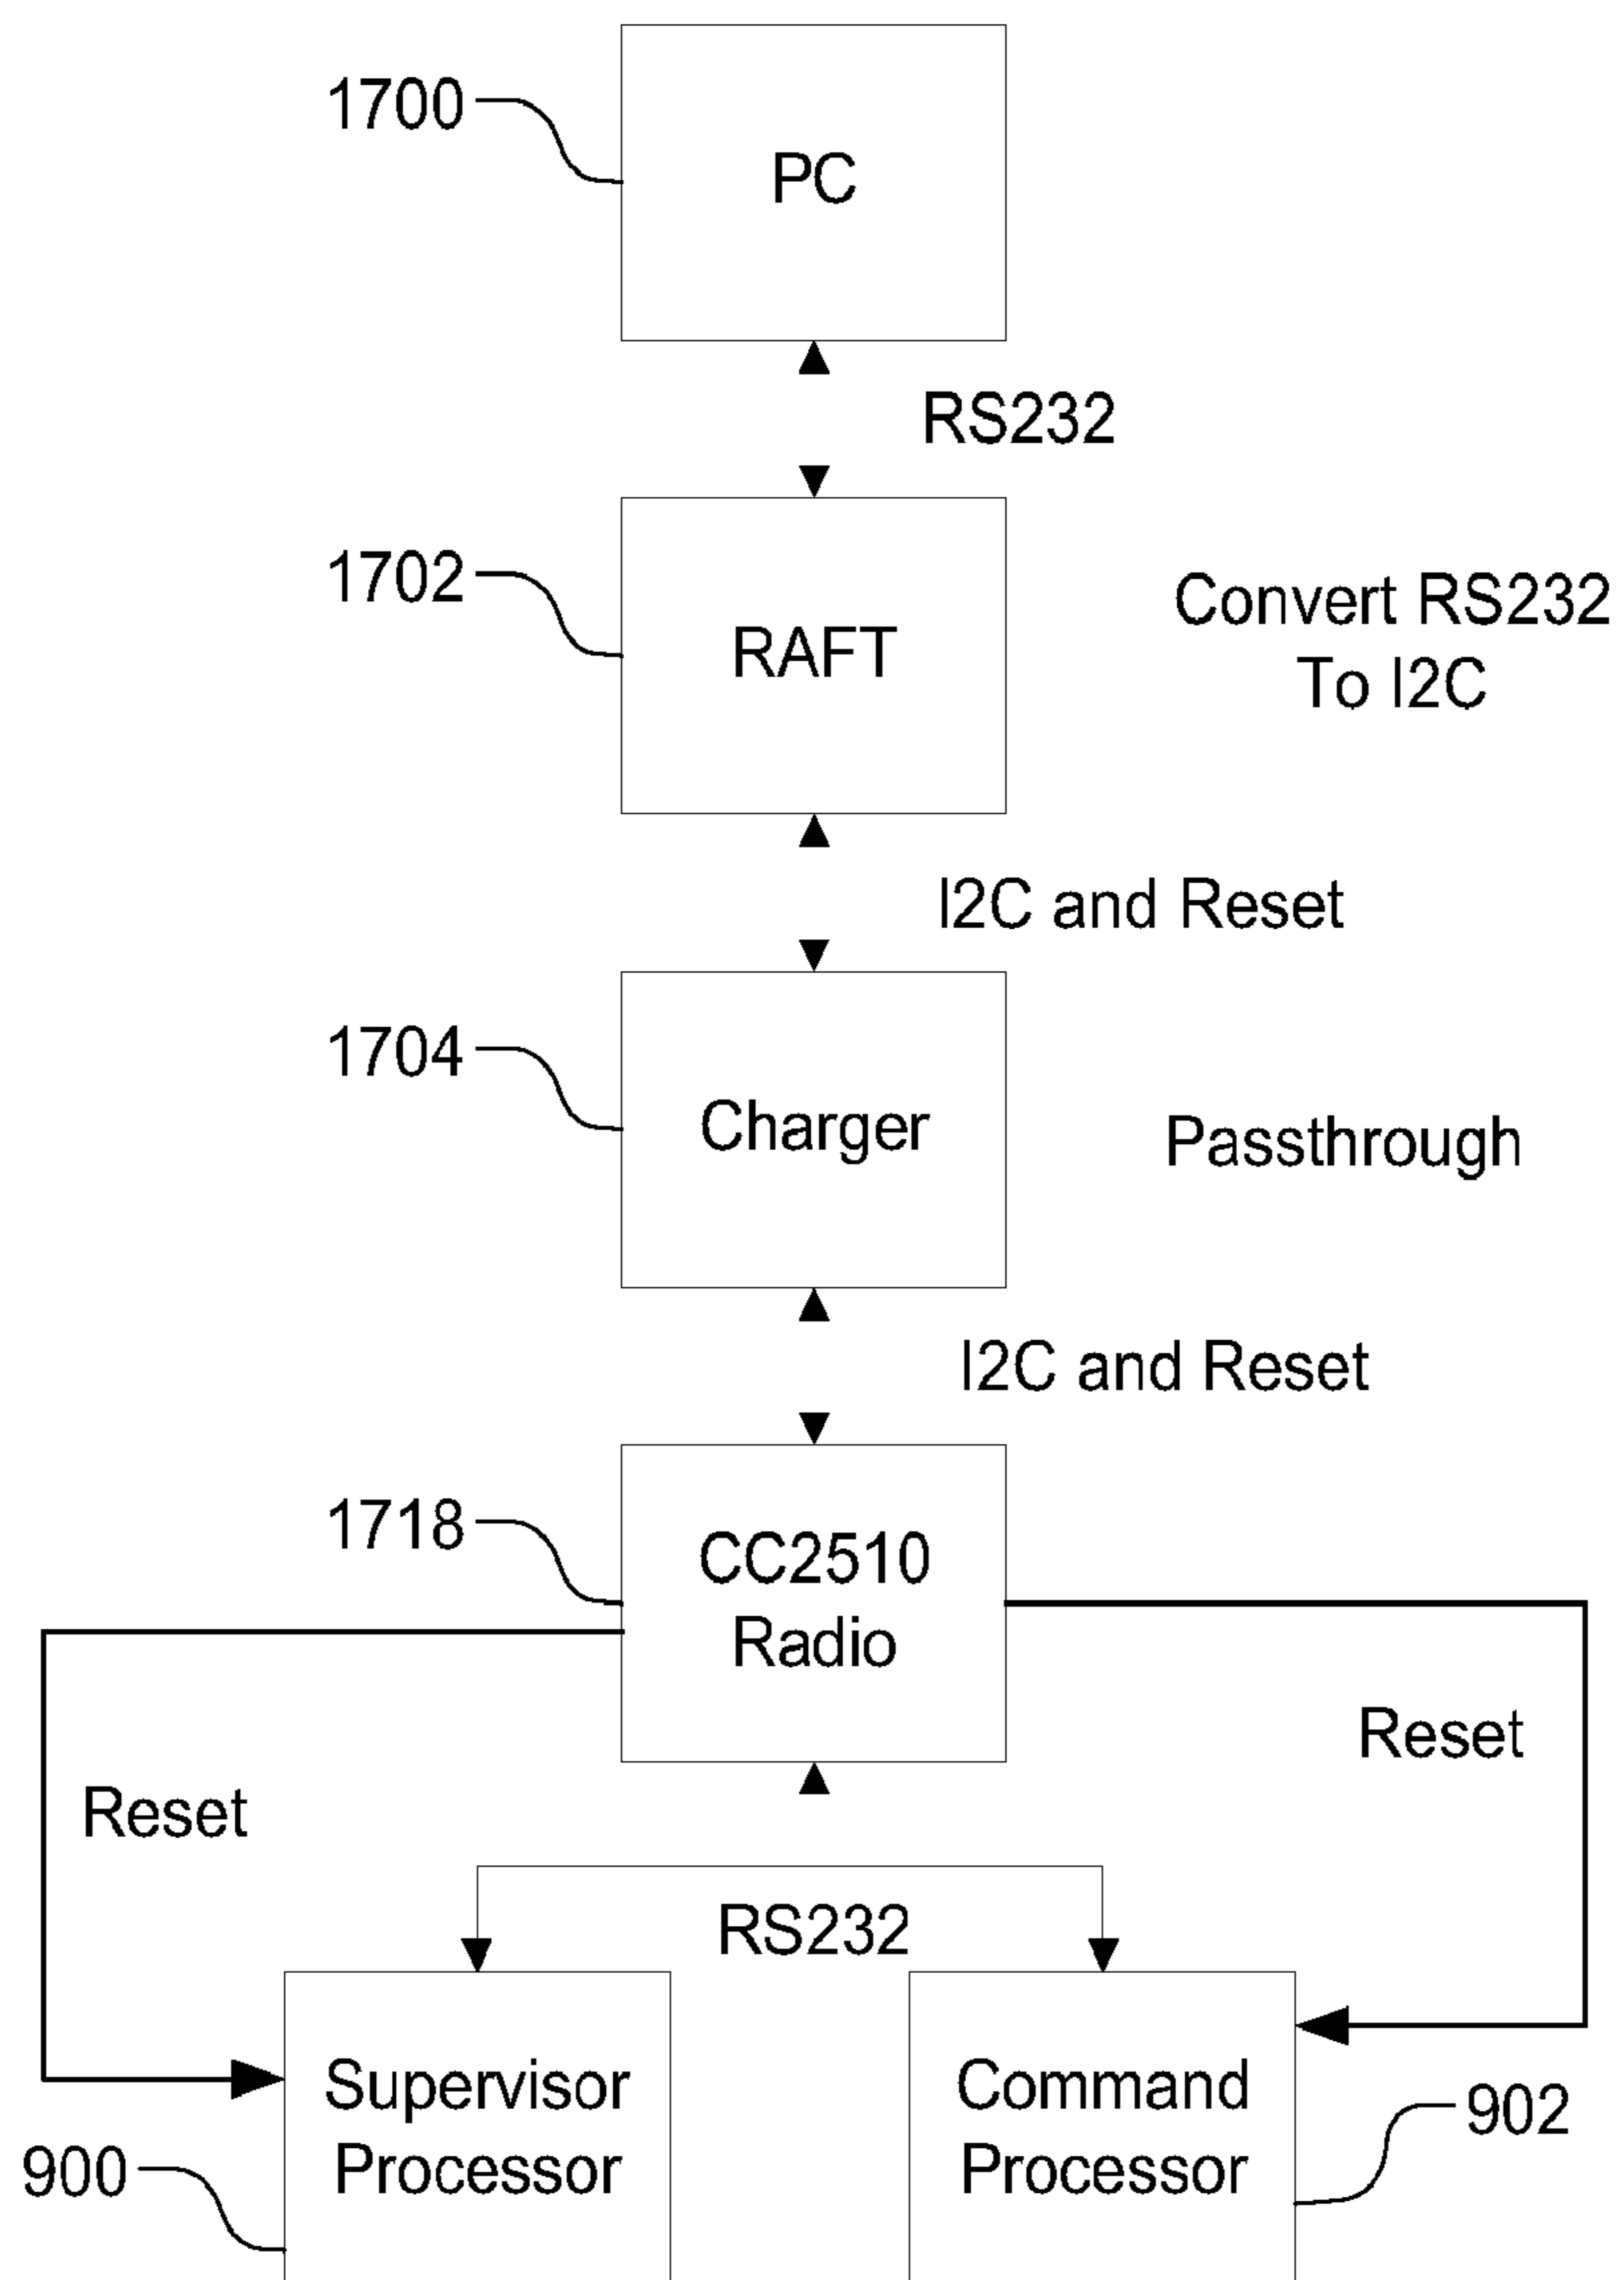 1700
PC
RS232
1702
RAFT
Convert RS232
To I2C
I2C and Reset
1704
Charger
Passthrough
I2C and Reset
1718
CC2510
Radio
Reset
Reset
RS232
Supervisor
Processor
Command
Processor
900
902